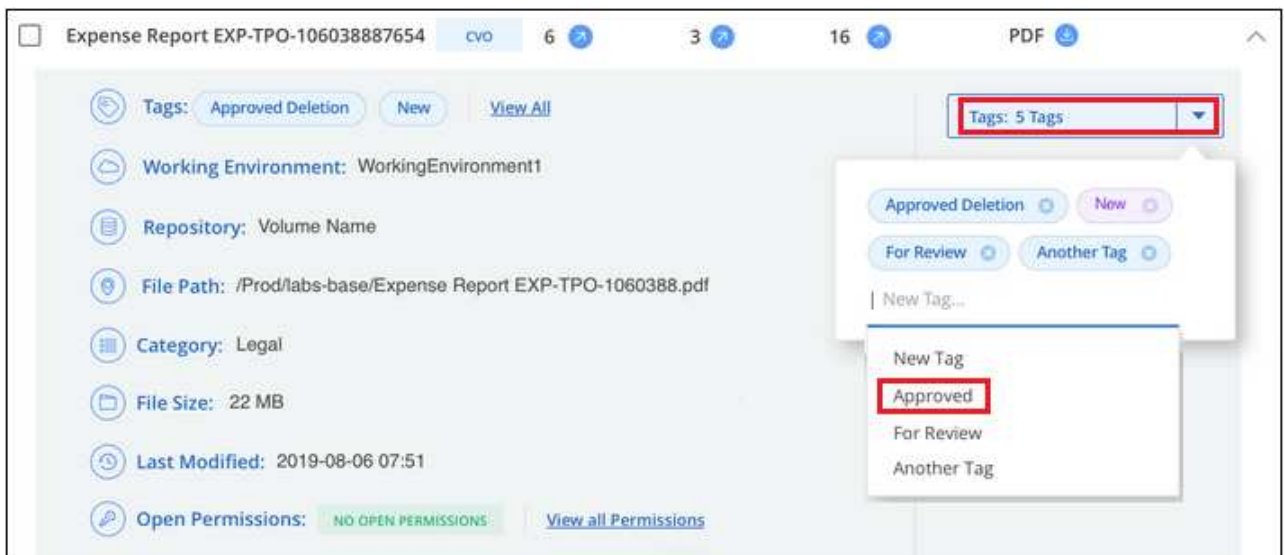 Expense Report EXP-TPO-106038887654 CVO 6 3 16 PDF
Tags: Approved Deletion New View All
Tags: 5 Tags
Working Environment: WorkingEnvironment1
Approved Deletion New
Repository: Volume Name
For Review Another Tag
File Path: /Prod/labs-base/Expense Report EXP-TPO-1060388.pdf
New Tag...
Category: Legal
New Tag
File Size: 22 MB
Approved
For Review
Last Modified: 2019-08-06 07:51
Another Tag
Open Permissions: NO OPEN PERMISSIONS View all Permissions